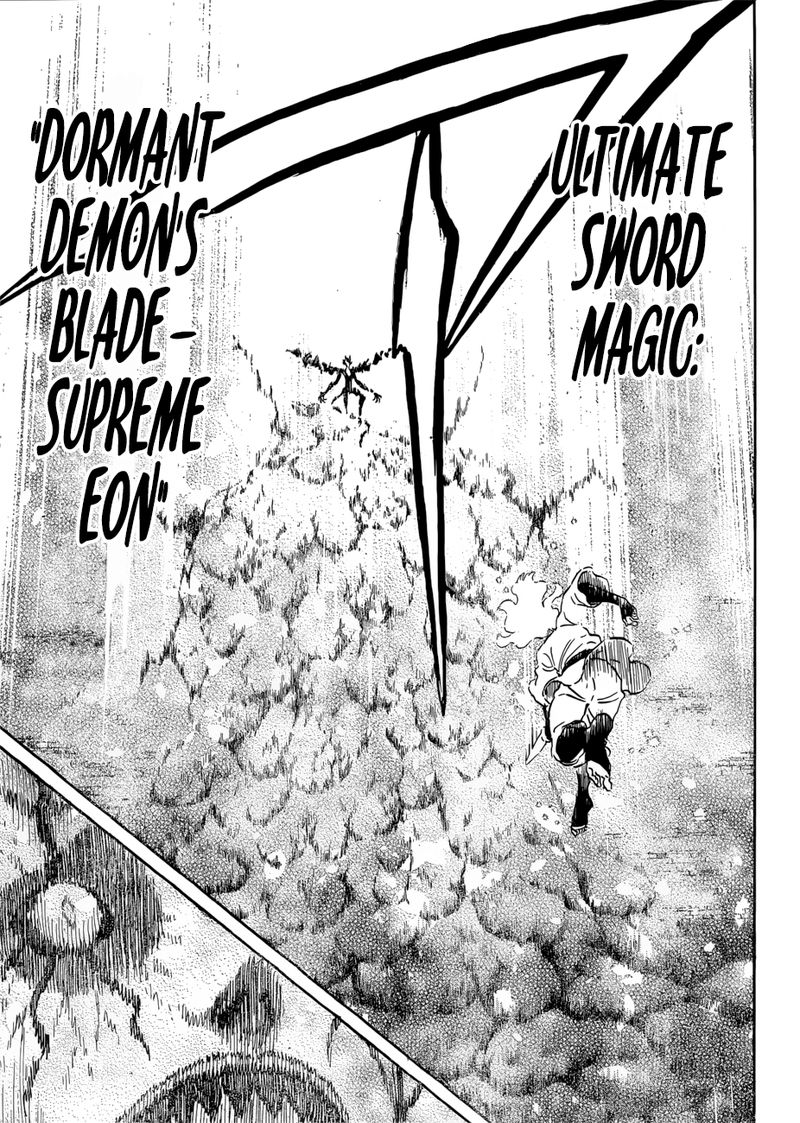 ULTIMATE
SWORD
MAGIC:
"DORMANT
DEMON'S
BLADE –
SUPREME
EON"